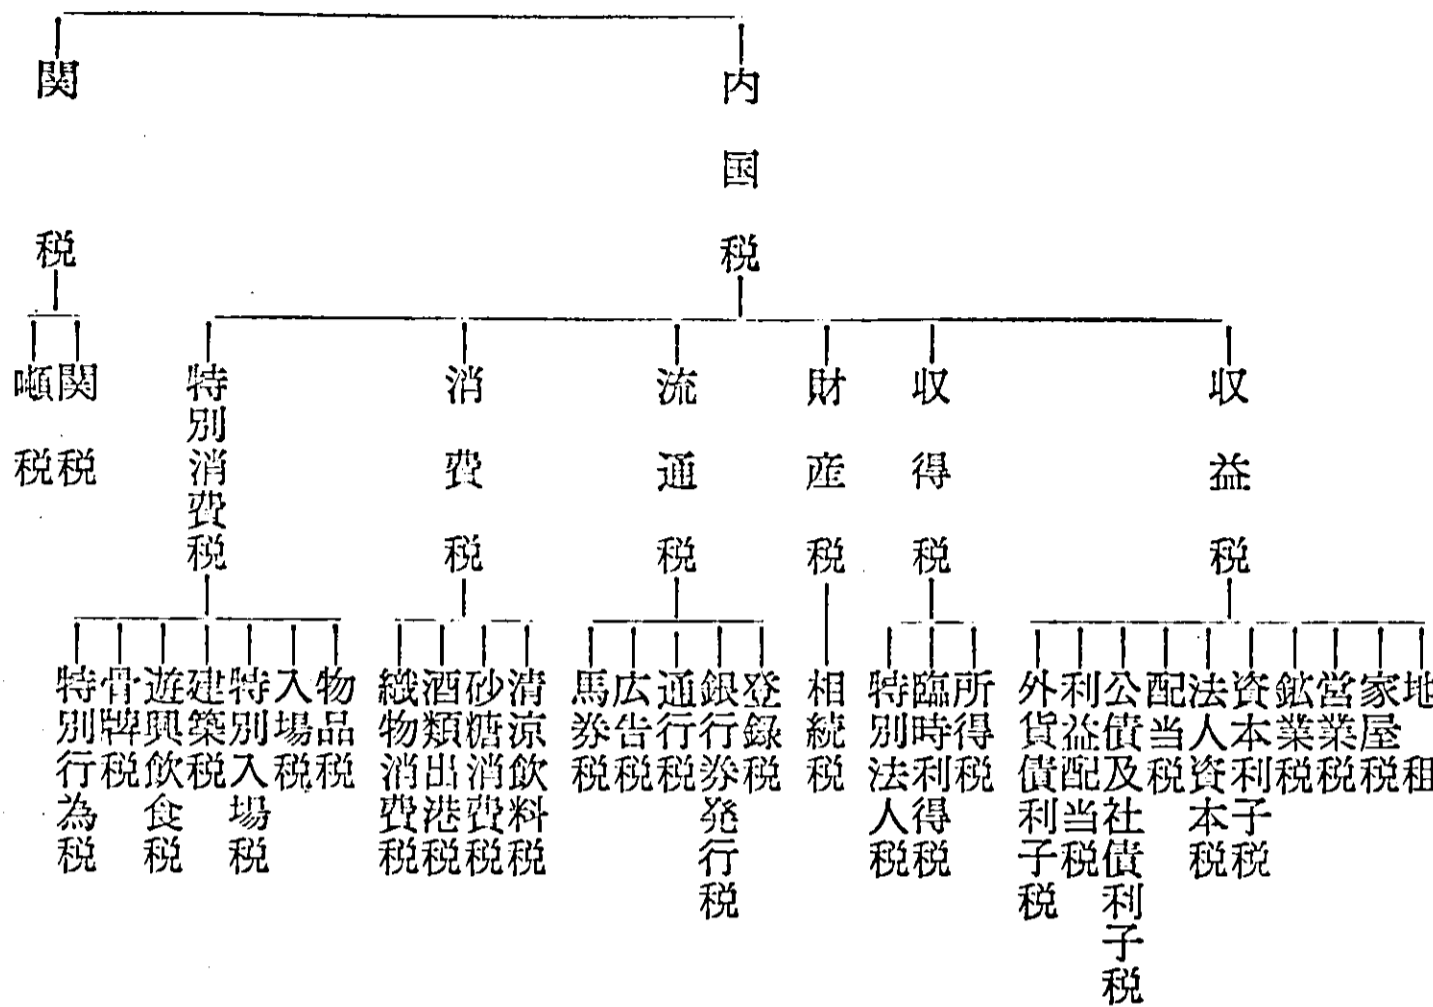 内国税
関税
収益税
収得税
財産税
流通税
消費税
特別消費税
関税
噸税
地租
家屋税
営業税
鉱業税
資本利子税
法人資本税
配当税
公債及社債利子税
利益配当税
外貨債利子税
所得税
臨時利得税
特別法人税
相続税
登録税
銀行券発行税
通行税
広告税
馬券税
清涼飲料税
砂糖消費税
酒類出港税
織物消費税
物品税
入場税
特別入場税
建築税
遊興飲食税
骨牌税
特別行為税